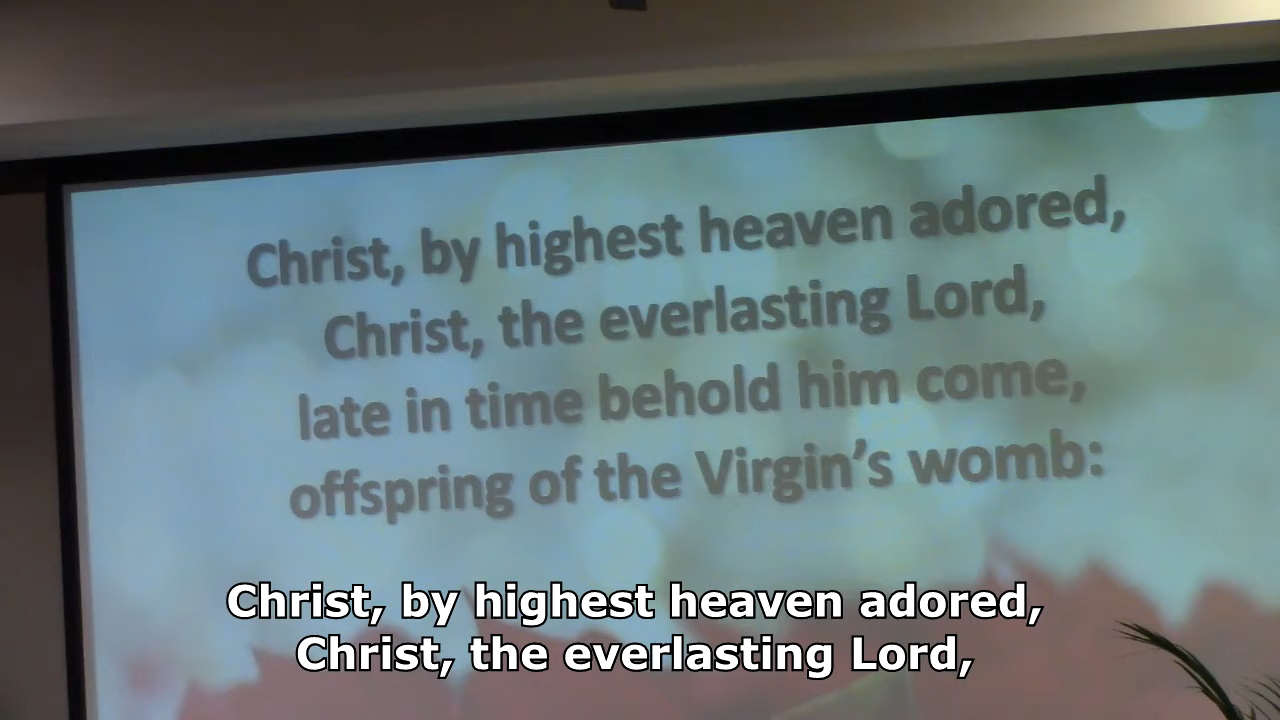 Christ, by highest heaven adored,
Christ, the everlasting Lord,
late in time behold him come,
offspring of the Virgin’s womb:
Christ, by highest heaven adored,
Christ, the everlasting Lord,